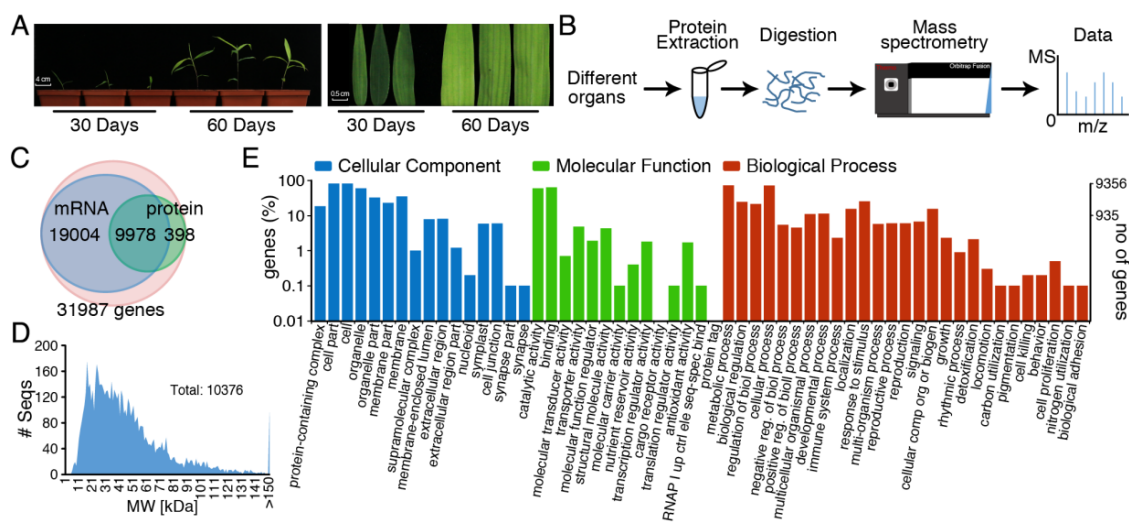 A
4 cm
0.5 cm
30 Days
60 Days
30 Days
60 Days
B
Different
organs
Protein
Extraction
Digestion
Mass
spectrometry
Orbitrap Fusion
Data
MS
0
m/z
C
mRNA
protein
19004
9978
398
31987 genes
D
# Seqs
200
160
120
80
40
0
Total: 10376
1
11
21
31
41
51
61
71
81
91
101
111
121
131
141
>150
MW [kDa]
E
Cellular Component
Molecular Function
Biological Process
genes (%)
100
10
1
0.1
0.01
9356
935
no of genes
protein-containing complex
cell part
cell
organelle
organelle part
membrane part
membrane
supramolecular complex
membrane-enclosed lumen
extracellular region
extracellular region part
nucleoid
symplast
cell junction
synapse part
synapse
catalytic activity
binding
molecular transducer activity
transporter activity
molecular function regulator
structural molecule activity
molecular carrier activity
nutrient reservoir activity
transcription regulator activity
cargo receptor activity
translation regulator activity
antioxidant activity
RNAP I up ctrl ele seq-spec bind
protein tag
metabolic process
biological regulation
regulation of biol process
cellular process
negative reg. of biol process
positive reg. of bioll process
multicellular organismal process
developmental process
immune system process
localization
response to stimulus
multi-organism process
reproductive process
reproduction
signaling
cellular comp org or biogen
growth
rhythmic process
detoxification
locomotion
carbon utilization
pigmentation
cell killing
behavior
cell proliferation
nitrogen utilization
biological adhesion